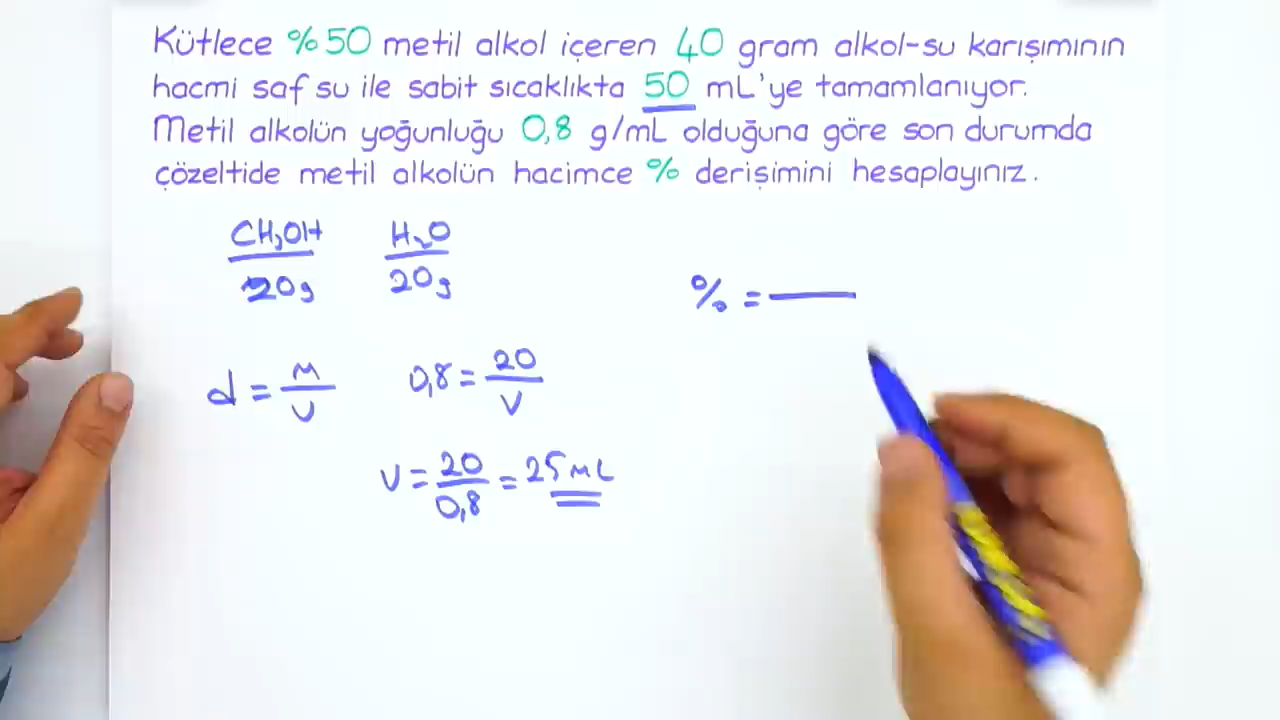 Kütlece %50 metil alkol içeren 40 gram alkol-su karışımının
hacmi saf su ile sabit sıcaklıkta 50 mL'ye tamamlanıyor.
Metil alkolün yoğunluğu 0,8 g/mL olduğuna göre son durumda
çözeltide metil alkolün hacimce % derişimini hesaplayınız.
CH₃OH H₂O
20g 20g
% =
d = m/V 0,8 = 20/V
V = 20/0,8 = 25 mL